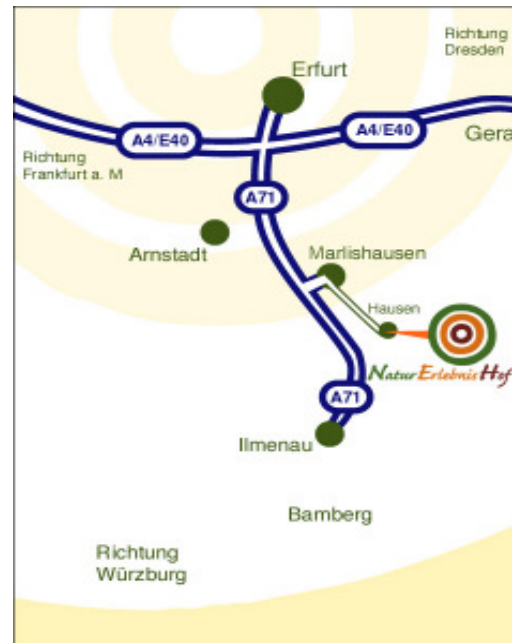 Richtung
Dresden
Erfurt
A4/E40
A4/E40
Gera
Richtung
Frankfurt a. M
A71
Arnstadt
Marlishausen
Hausen
NaturErlebnisHof
A71
Ilmenau
Bamberg
Richtung
Würzburg